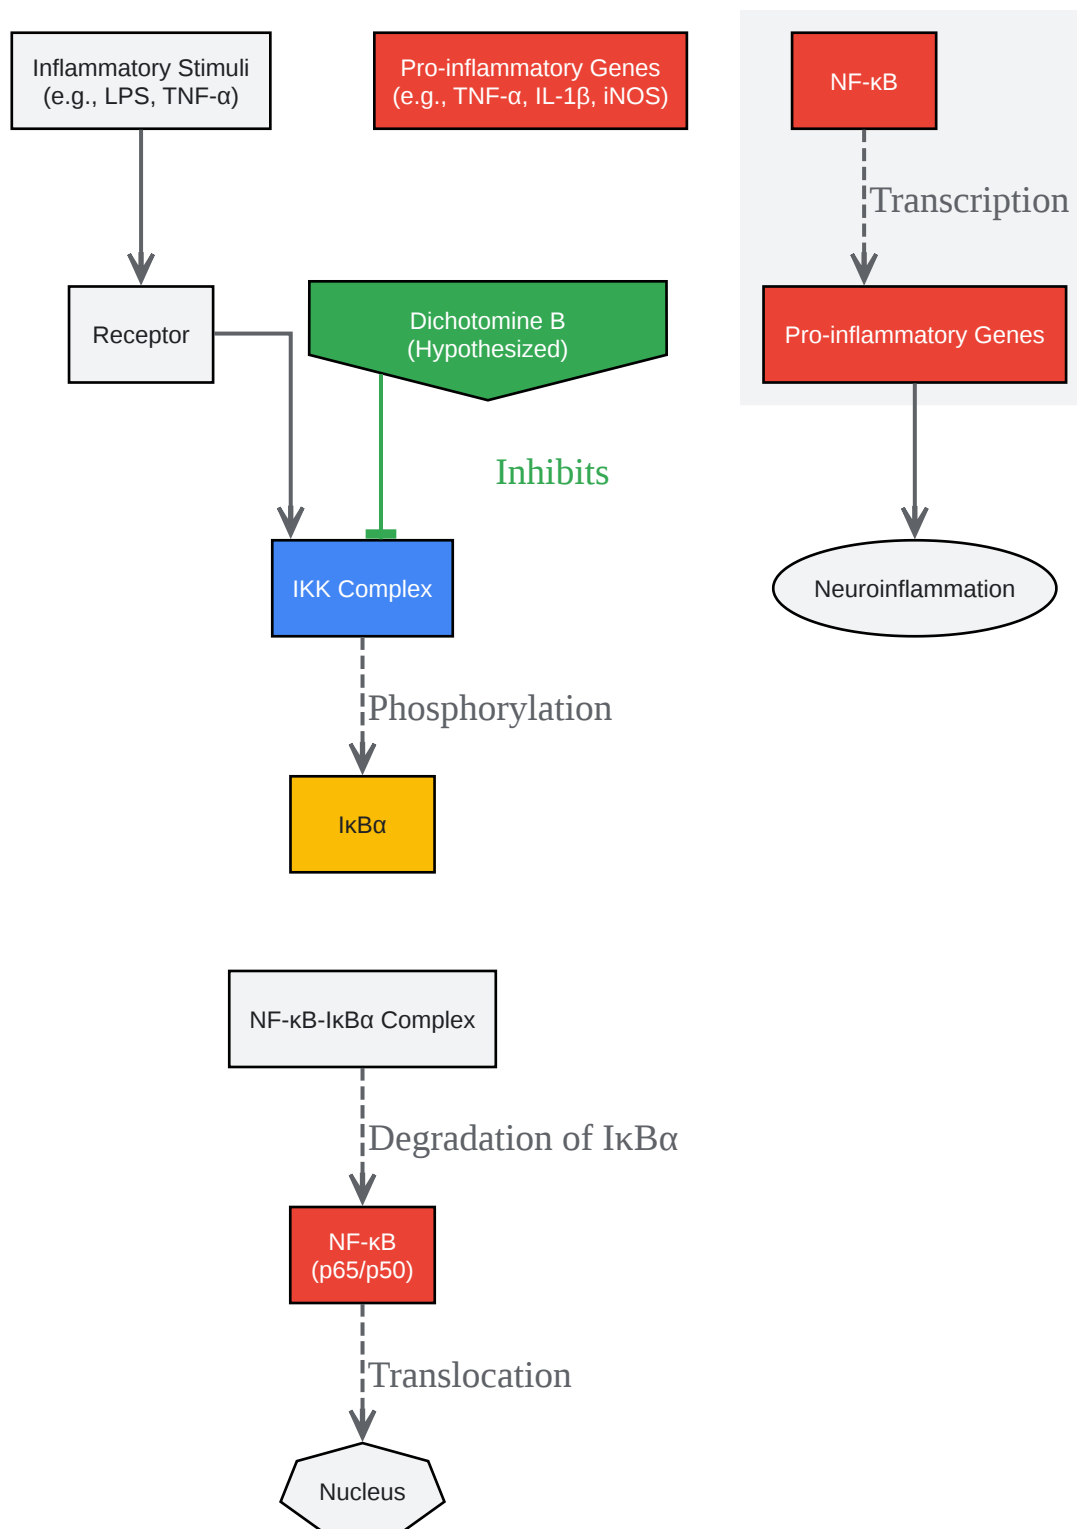 Inflammatory Stimuli
(e.g., LPS, TNF-α)
Pro-inflammatory Genes
(e.g., TNF-α, IL-1β, iNOS)
NF-κB
Transcription
Receptor
Dichotomine B
(Hypothesized)
Pro-inflammatory Genes
Inhibits
IKK Complex
Neuroinflammation
Phosphorylation
IκBα
NF-κB-IκBα Complex
Degradation of IκBα
NF-κB
(p65/p50)
Translocation
Nucleus